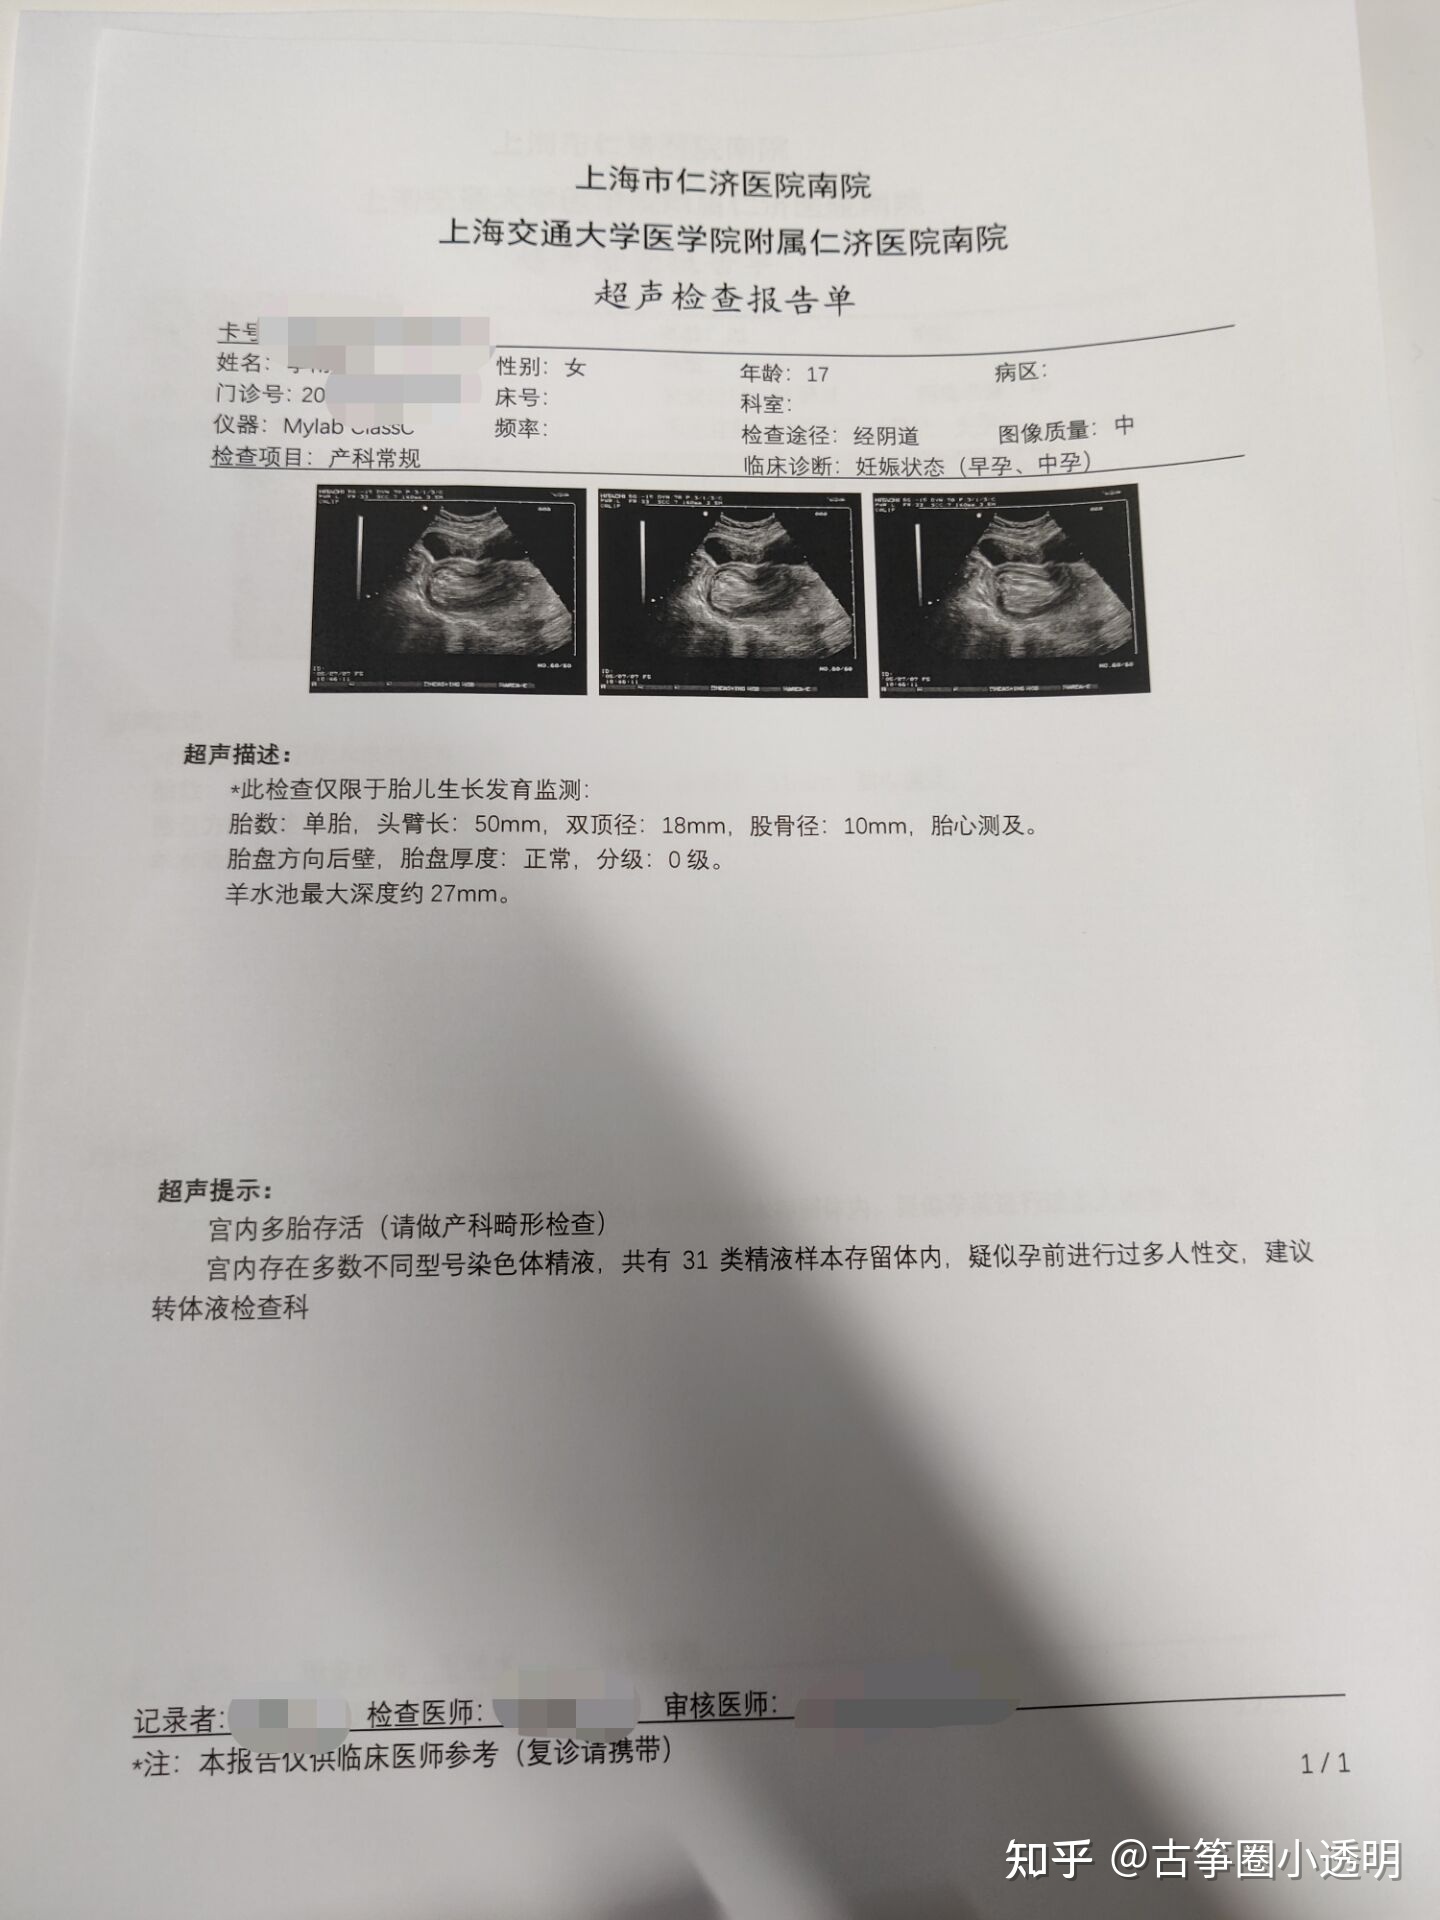 上海市仁济医院南院
上海交通大学医学院附属仁济医院南院
超声检查报告单
卡号
姓名： 性别：女 年龄：17 病区：
门诊号：20 床号： 科室：
仪器：Mylab ClassC 频率： 检查途径：经阴道 图像质量：中
检查项目：产科常规 临床诊断：妊娠状态（早孕、中孕）
超声描述：
*此检查仅限于胎儿生长发育监测：
胎数：单胎，头臂长：50mm，双顶径：18mm，股骨径：10mm，胎心测及。
胎盘方向后壁，胎盘厚度：正常，分级：0 级。
羊水池最大深度约 27mm。
超声提示：
宫内多胎存活（请做产科畸形检查）
宫内存在多数不同型号染色体精液，共有 31 类精液样本存留体内，疑似孕前进行过多人性交，建议
转体液检查科
记录者： 检查医师： 审核医师：
*注：本报告仅供临床医师参考（复诊请携带）
1 / 1
知乎 @古筝圈小透明